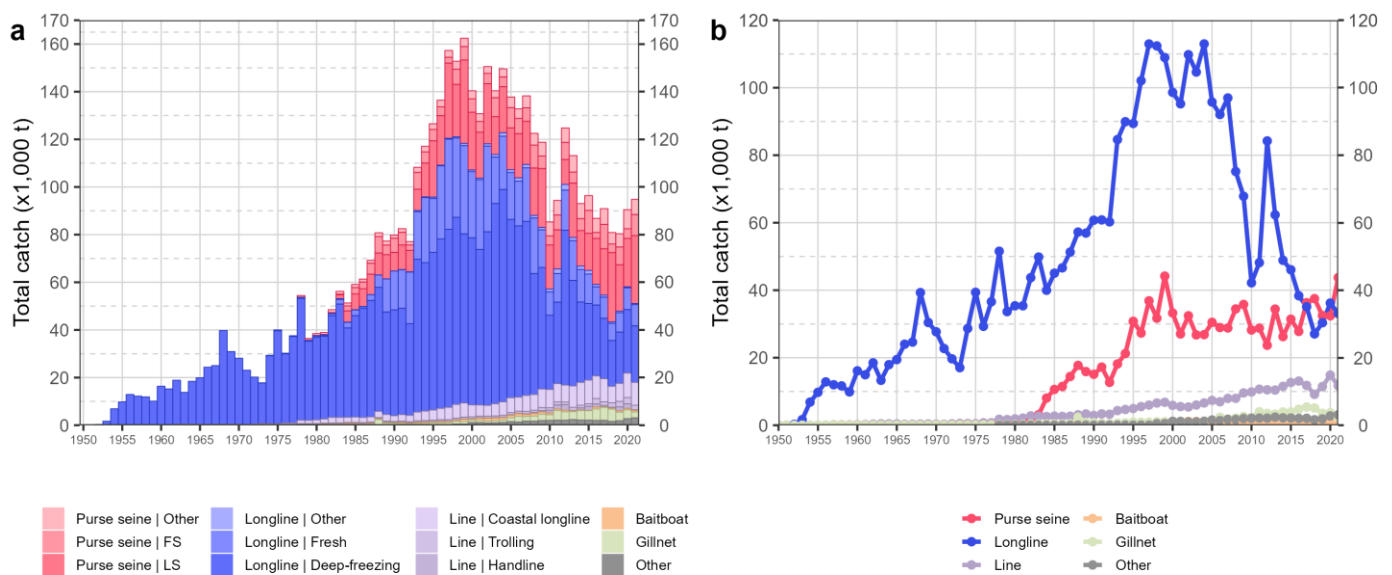 a
Total catch (x1,000 t)
170
160
140
120
100
80
60
40
20
0
170
160
140
120
100
80
60
40
20
0
1950 1955 1960 1965 1970 1975 1980 1985 1990 1995 2000 2005 2010 2015 2020
Purse seine | Other
Purse seine | FS
Purse seine | LS
Longline | Other
Longline | Fresh
Longline | Deep-freezing
Line | Coastal longline
Line | Trolling
Line | Handline
Baitboat
Gillnet
Other
b
Total catch (x1,000 t)
120
100
80
60
40
20
0
120
100
80
60
40
20
0
1950 1955 1960 1965 1970 1975 1980 1985 1990 1995 2000 2005 2010 2015 2020
Purse seine
Longline
Line
Baitboat
Gillnet
Other